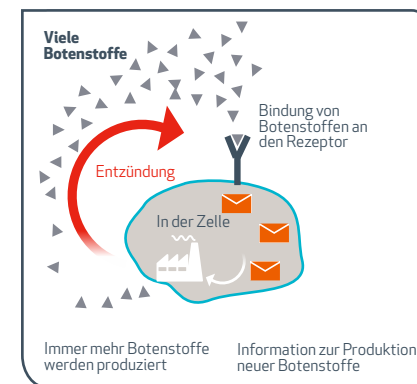 Viele
Botenstoffe
Bindung von
Botenstoffen an
den Rezeptor
Entzündung
In der Zelle
Immer mehr Botenstoffe
werden produziert
Information zur Produktion
neuer Botenstoffe